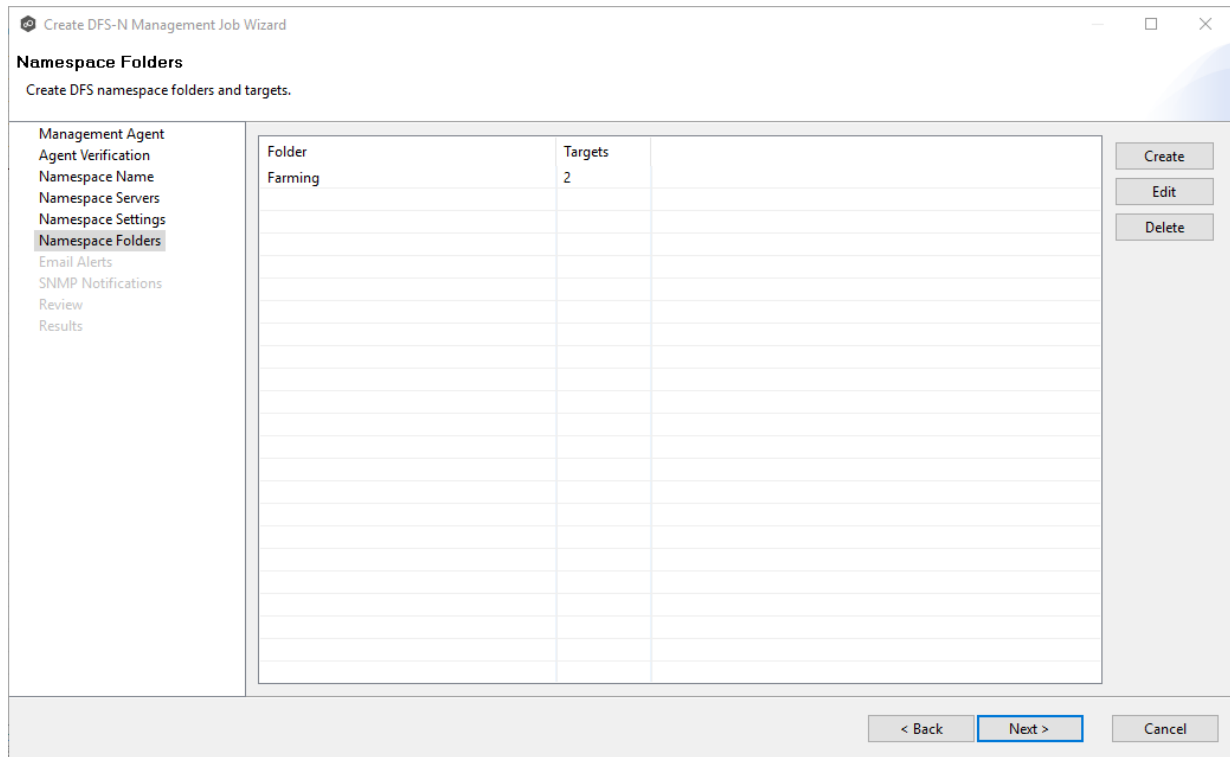 Create DFS-N Management Job Wizard
Namespace Folders
Create DFS namespace folders and targets.
Management Agent
Agent Verification
Namespace Name
Namespace Servers
Namespace Settings
Namespace Folders
Email Alerts
SNMP Notifications
Review
Results
Folder Targets
Farming 2
Create
Edit
Delete
< Back Next > Cancel